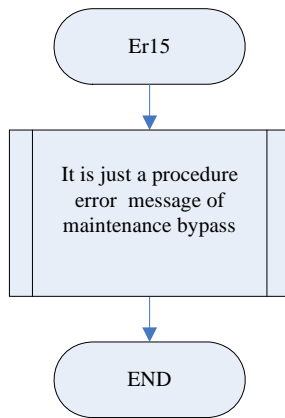 Er15
It is just a procedure
error message of
maintenance bypass
END